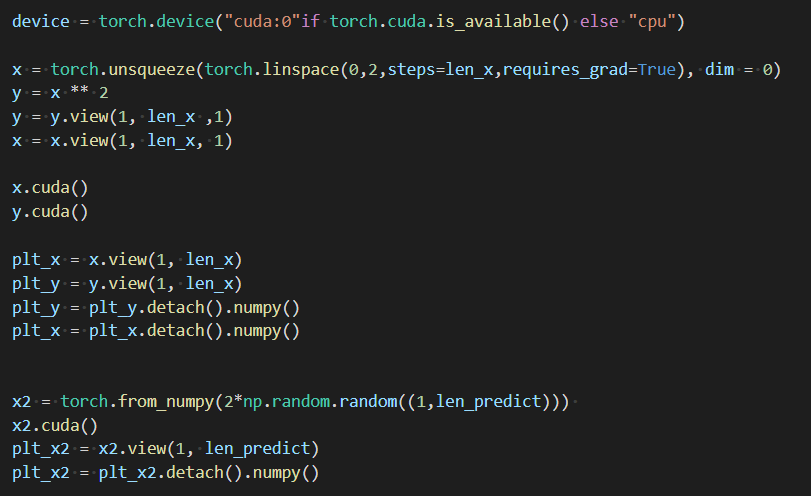 device = torch.device("cuda:0"if torch.cuda.is_available() else "cpu")
x = torch.unsqueeze(torch.linspace(0,2,steps=len_x,requires_grad=True), dim = 0)
y = x ** 2
y = y.view(1, len_x ,1)
x = x.view(1, len_x, 1)
x.cuda()
y.cuda()
plt_x = x.view(1, len_x)
plt_y = y.view(1, len_x)
plt_y = plt_y.detach().numpy()
plt_x = plt_x.detach().numpy()
x2 = torch.from_numpy(2*np.random.random((1,len_predict)))
x2.cuda()
plt_x2 = x2.view(1, len_predict)
plt_x2 = plt_x2.detach().numpy()